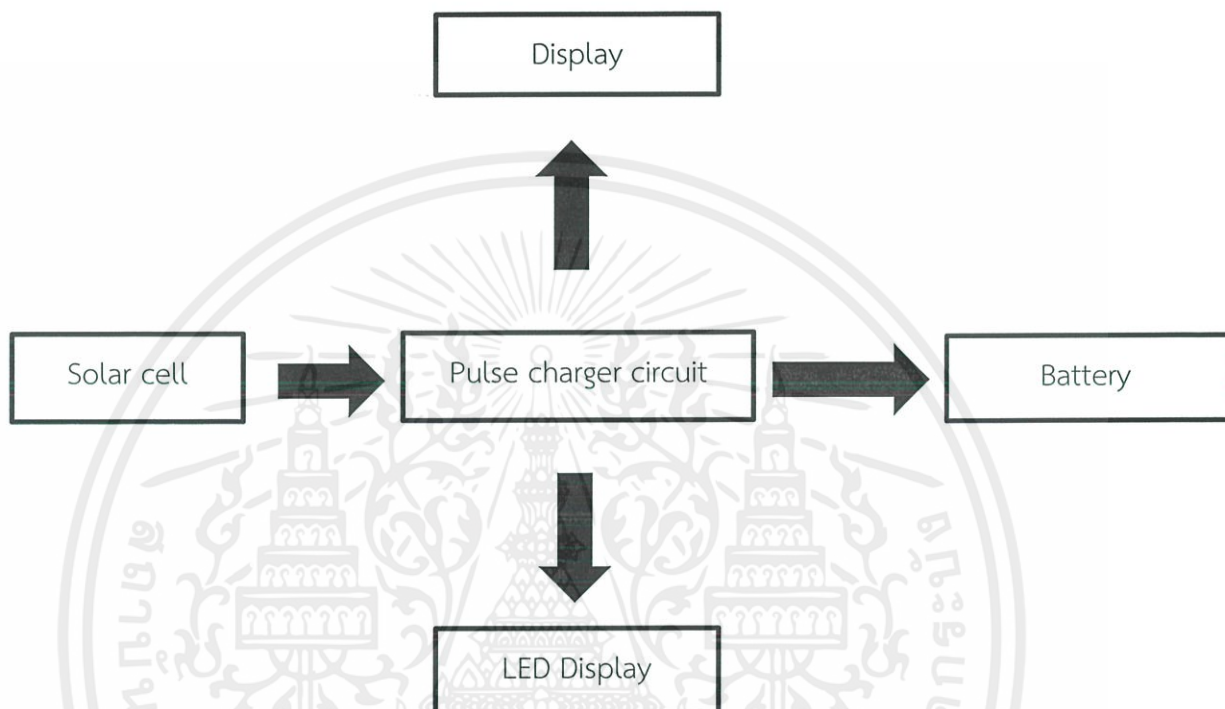 Display
Solar cell
Pulse charger circuit
Battery
LED Display